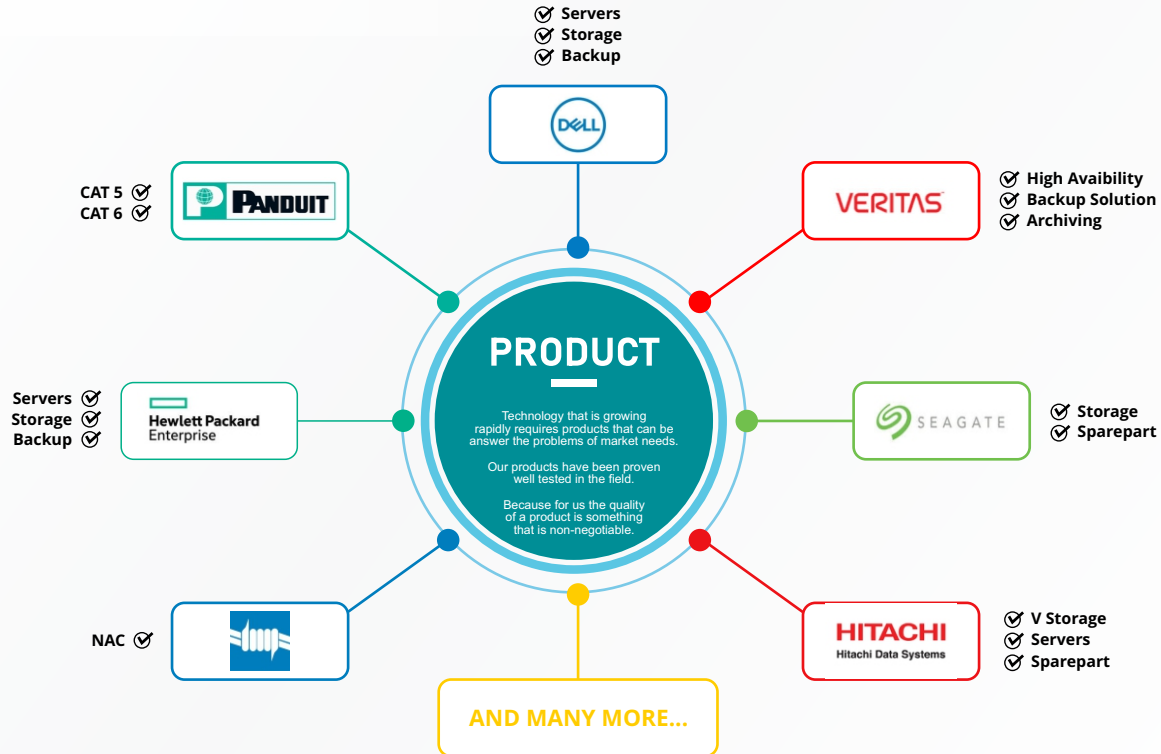 Servers
Storage
Backup
DELL
CAT 5
CAT 6
P PANDUIT
VERITAS
High Avaibility
Backup Solution
Archiving
PRODUCT
Technology that is growing
rapidly requires products that can be
answer the problems of market needs.
Our products have been proven
well tested in the field.
Because for us the quality
of a product is something
that is non-negotiable.
Servers
Storage
Backup
Hewlett Packard
Enterprise
SEAGATE
Storage
Sparepart
NAC
HITACHI
Hitachi Data Systems
V Storage
Servers
Sparepart
AND MANY MORE...